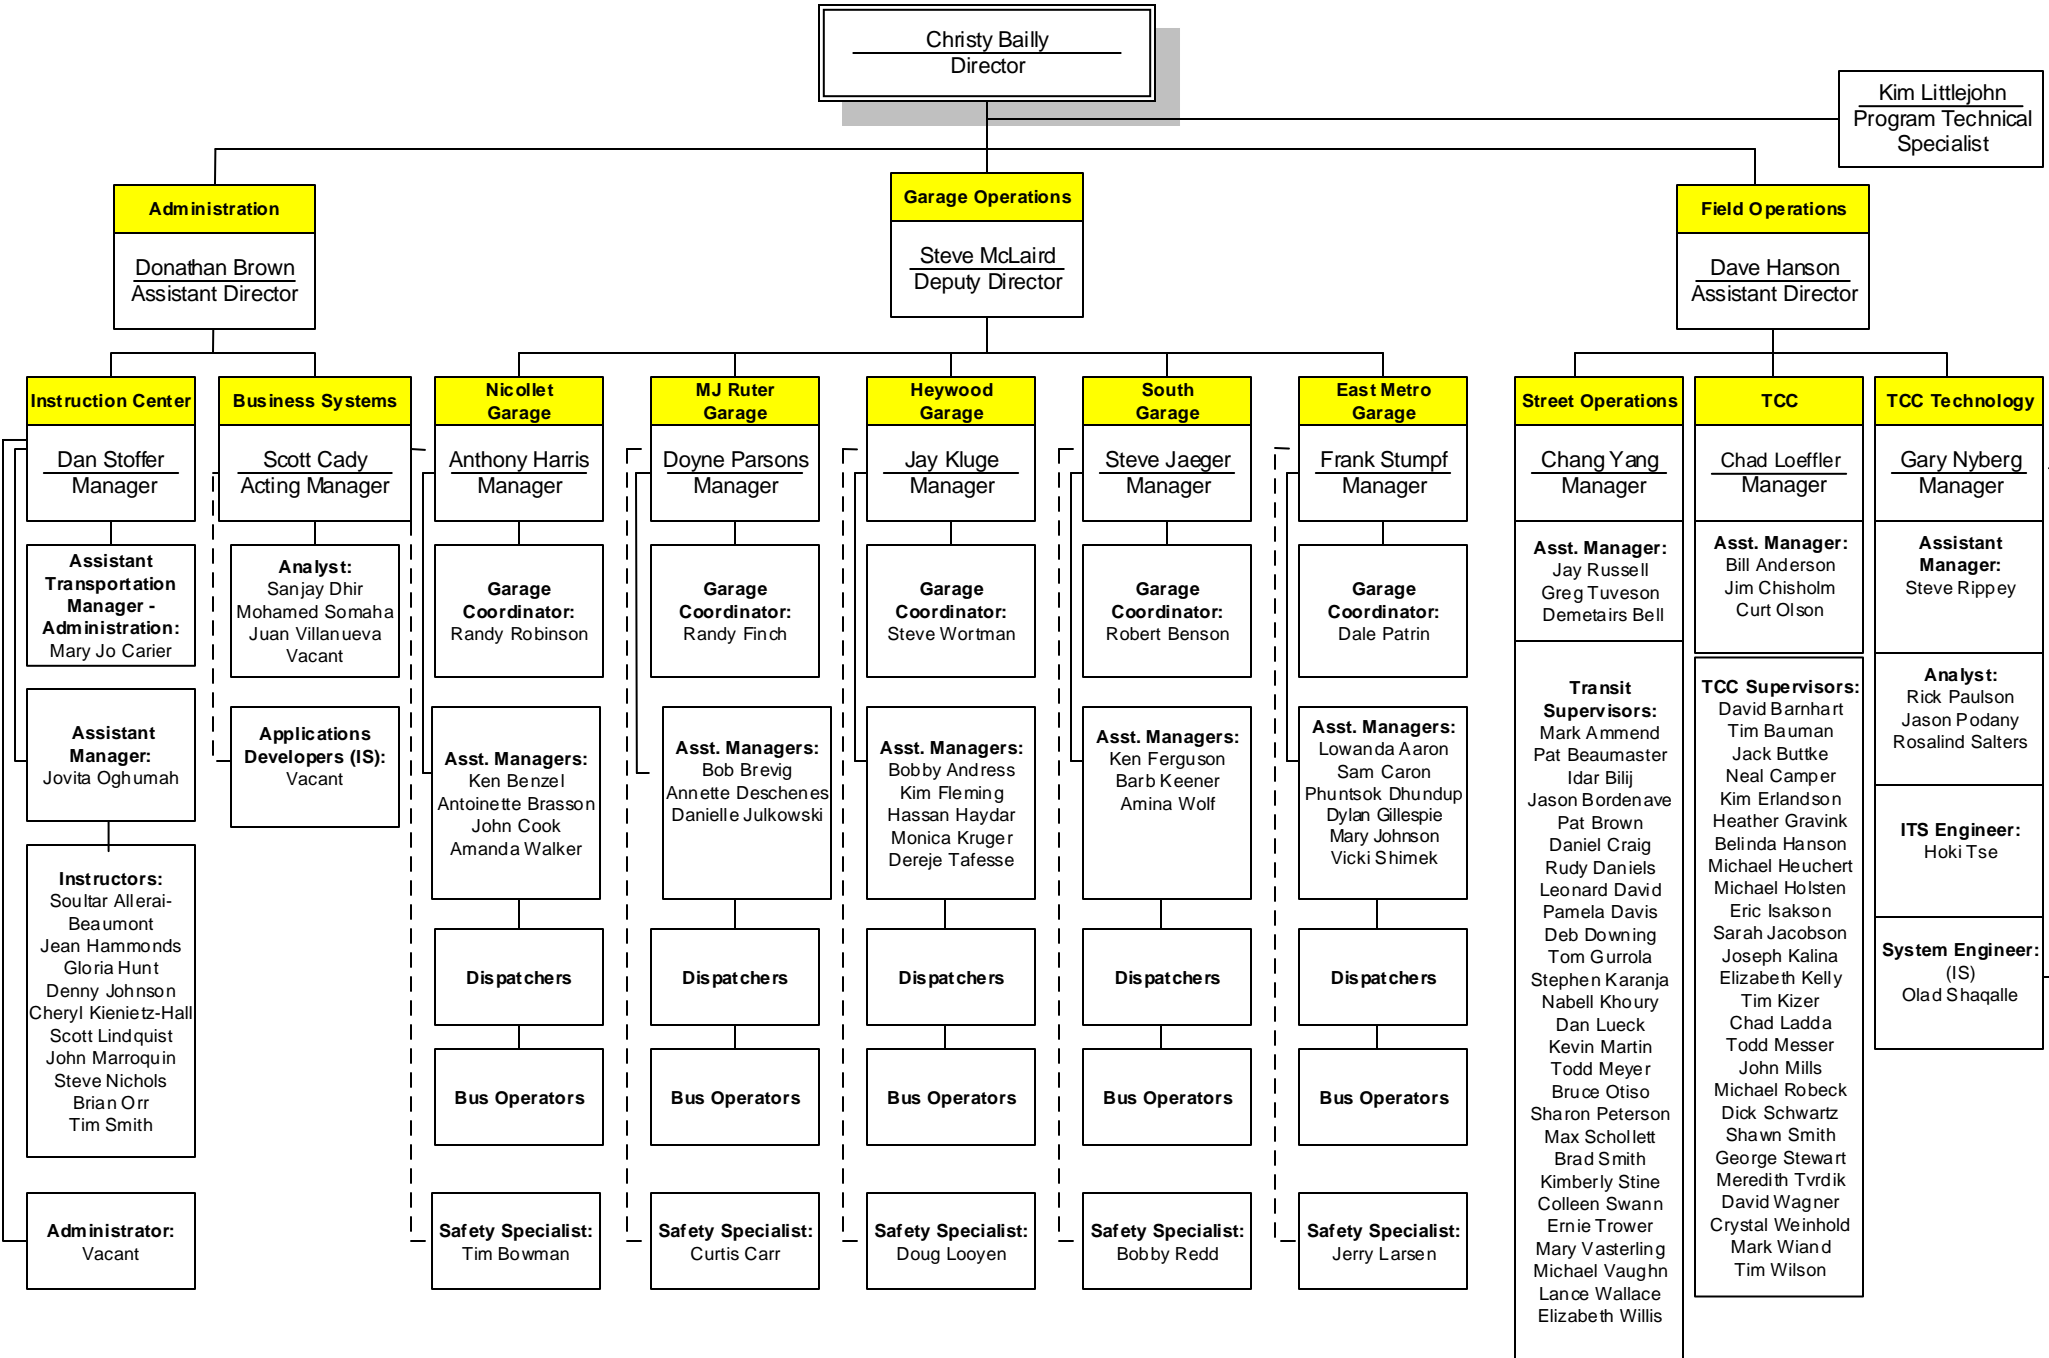 Christy Bailly
Director
Kim Littlejohn
Program Technical
Specialist
Administration
Donathan Brown
Assistant Director
Garage Operations
Steve McLaird
Deputy Director
Field Operations
Dave Hanson
Assistant Director
Instruction Center
Dan Stoffer
Manager
Assistant
Transportation
Manager -
Administration:
Mary Jo Carier
Assistant
Manager:
Jovita Oghumah
Instructors:
Soultar Allerai-
Beaumont
Jean Hammonds
Gloria Hunt
Denny Johnson
Cheryl Kienietz-Hall
Scott Lindquist
John Marroquin
Steve Nichols
Brian Orr
Tim Smith
Administrator:
Vacant
Business Systems
Scott Cady
Acting Manager
Analyst:
Sanjay Dhir
Mohamed Somaha
Juan Villanueva
Vacant
Applications
Developers (IS):
Vacant
Nicollet
Garage
Anthony Harris
Manager
Garage
Coordinator:
Randy Robinson
Asst. Managers:
Ken Benzel
Antoinette Brasson
John Cook
Amanda Walker
Dispatchers
Bus Operators
Safety Specialist:
Tim Bowman
MJ Ruter
Garage
Doyne Parsons
Manager
Garage
Coordinator:
Randy Finch
Asst. Managers:
Bob Brevig
Annette Deschenes
Danielle Julkowski
Dispatchers
Bus Operators
Safety Specialist:
Curtis Carr
Heywood
Garage
Jay Kluge
Manager
Garage
Coordinator:
Steve Wortman
Asst. Managers:
Bobby Andress
Kim Fleming
Hassan Haydar
Monica Kruger
Dereje Tafesse
Dispatchers
Bus Operators
Safety Specialist:
Doug Looyen
South
Garage
Steve Jaeger
Manager
Garage
Coordinator:
Robert Benson
Asst. Managers:
Ken Ferguson
Barb Keener
Amina Wolf
Dispatchers
Bus Operators
Safety Specialist:
Bobby Redd
East Metro
Garage
Frank Stumpf
Manager
Garage
Coordinator:
Dale Patrin
Asst. Managers:
Lowanda Aaron
Sam Caron
Phuntsok Dhundup
Dylan Gillespie
Mary Johnson
Vicki Shimek
Dispatchers
Bus Operators
Safety Specialist:
Jerry Larsen
Street Operations
Chang Yang
Manager
Asst. Manager:
Jay Russell
Greg Tuveson
Demetairs Bell
Transit
Supervisors:
Mark Ammend
Pat Beaumaster
Idar Bilij
Jason Bordenave
Pat Brown
Daniel Craig
Rudy Daniels
Leonard David
Pamela Davis
Deb Downing
Tom Gurrola
Stephen Karanja
Nabell Khoury
Dan Lueck
Kevin Martin
Todd Meyer
Bruce Otiso
Sharon Peterson
Max Schollett
Brad Smith
Kimberly Stine
Colleen Swann
Ernie Trower
Mary Vasterling
Michael Vaughn
Lance Wallace
Elizabeth Willis
TCC
Chad Loeffler
Manager
Asst. Manager:
Bill Anderson
Jim Chisholm
Curt Olson
TCC Supervisors:
David Barnhart
Tim Bauman
Jack Buttke
Neal Camper
Kim Erlandson
Heather Gravink
Belinda Hanson
Michael Heuchert
Michael Holsten
Eric Isakson
Sarah Jacobson
Joseph Kalina
Elizabeth Kelly
Tim Kizer
Chad Ladda
Todd Messer
John Mills
Michael Robeck
Dick Schwartz
Shawn Smith
George Stewart
Meredith Tvrdik
David Wagner
Crystal Weinhold
Mark Wiand
Tim Wilson
TCC Technology
Gary Nyberg
Manager
Assistant
Manager:
Steve Rippey
Analyst:
Rick Paulson
Jason Podany
Rosalind Salters
ITS Engineer:
Hoki Tse
System Engineer:
(IS)
Olad Shaqalle